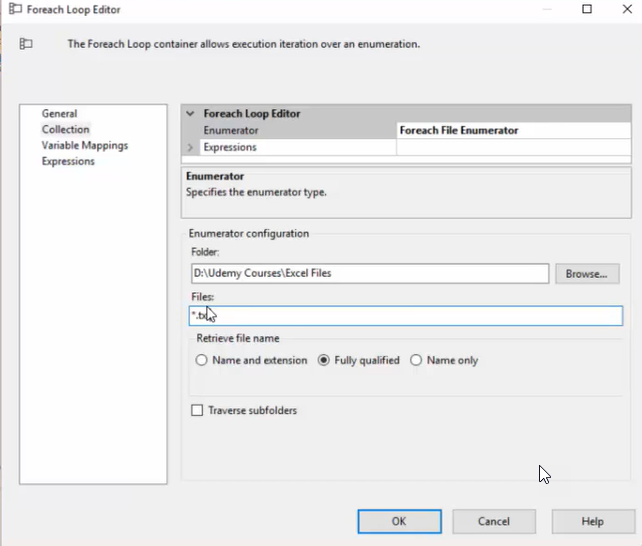 Foreach Loop Editor
The Foreach Loop container allows execution iteration over an enumeration.
General
Collection
Variable Mappings
Expressions
Foreach Loop Editor
Enumerator Foreach File Enumerator
Expressions
Enumerator
Specifies the enumerator type.
Enumerator configuration
Folder:
D:\Udemy Courses\Excel Files
Browse...
Files:
Retrieve file name
Name and extension Fully qualified Name only
Traverse subfolders
OK Cancel Help